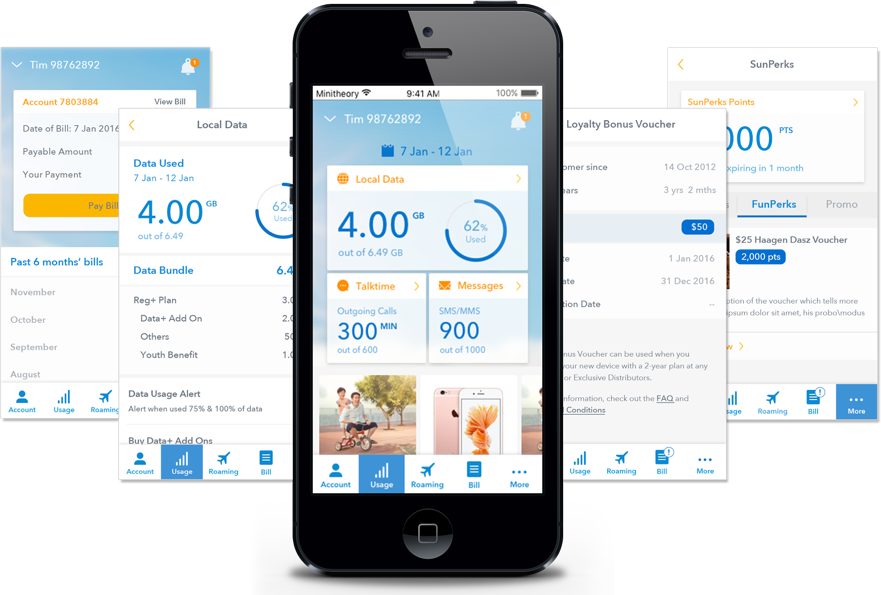 Tim 98762892
1
Account 7803884
View Bill
Date of Bill: 7 Jan 2016
Payable Amount
Your Payment
Pay Bill
Past 6 months' bills
November
October
September
August
Account
Usage
Roaming
Local Data
Data Used
7 Jan - 12 Jan
4.00 GB
out of 6.49
62%
Used
Data Bundle
6.4
Reg+ Plan
3.0
Data+ Add On
2.0
Others
50
Youth Benefit
1.0
Data Usage Alert
Alert when used 75% & 100% of data
Buy Data+ Add Ons
Account
Usage
Roaming
Bill
Minitheory
9:41 AM
100%
Tim 98762892
1
7 Jan - 12 Jan
Local Data
4.00 GB
out of 6.49 GB
62%
Used
Talktime
Outgoing Calls
300 MIN
out of 600
Messages
SMS/MMS
900
out of 1000
Account
Usage
Roaming
Bill
More
Loyalty Bonus Voucher
omer since
14 Oct 2012
ars
3 yrs 2 mths
$50
te
1 Jan 2016
ate
31 Dec 2016
tion Date
--
onus Voucher can be used when you
your new device with a 2-year plan at any
or Exclusive Distributors.
information, check out the FAQ and
Conditions
Usage
Roaming
Bill
!
More
SunPerks
SunPerks Points
000 PTS
xpiring in 1 month
s
FunPerks
Promo
$25 Haagen Dasz Voucher
2,000 pts
ption of the voucher which tells more
ipsum dolor sit amet, his probo\modus
w
sage
Roaming
Bill
!
More